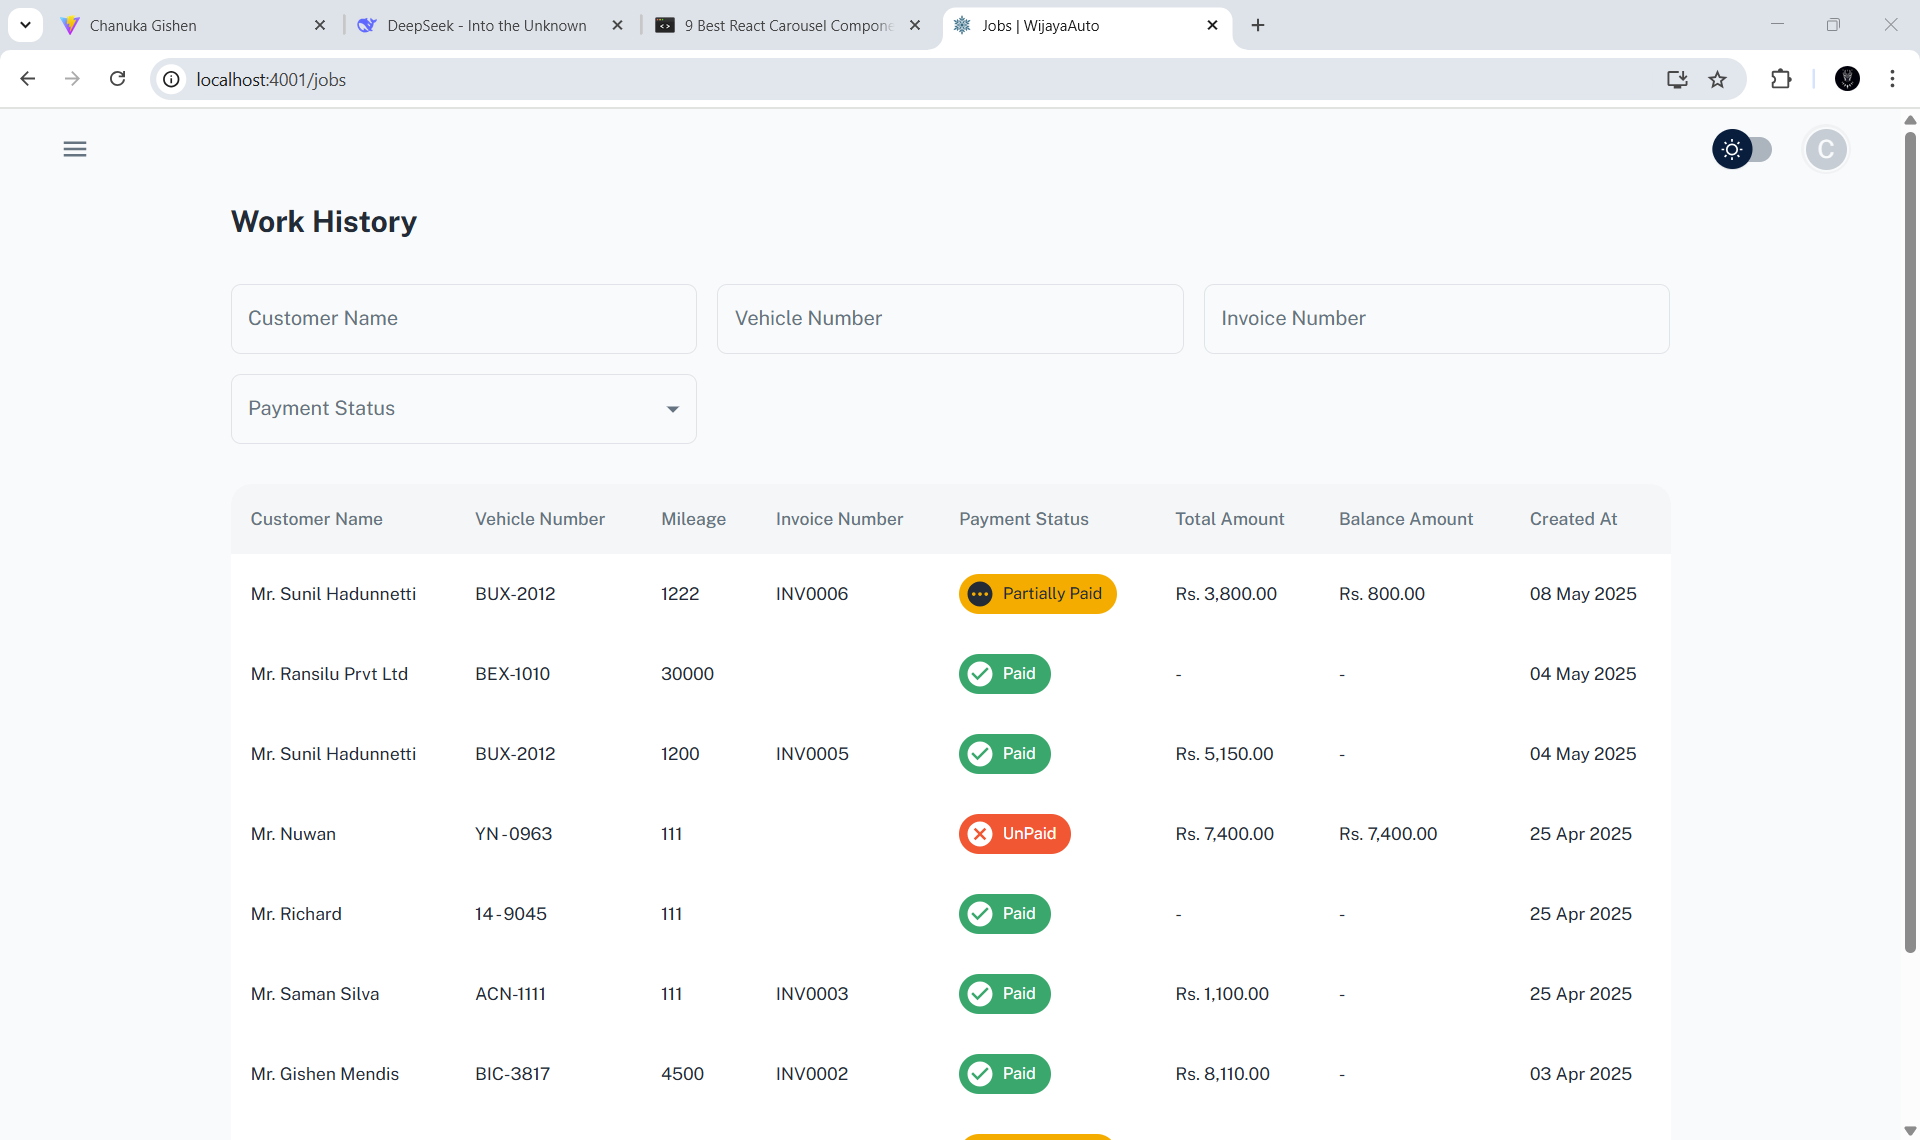 Chanuka Gishen
DeepSeek - Into the Unknown
9 Best React Carousel Compone
Jobs | WijayaAuto
localhost:4001/jobs
C
Work History
Customer Name
Vehicle Number
Invoice Number
Payment Status
Customer Name Vehicle Number Mileage Invoice Number Payment Status Total Amount Balance Amount Created At
Mr. Sunil Hadunnetti BUX-2012 1222 INV0006 Partially Paid Rs. 3,800.00 Rs. 800.00 08 May 2025
Mr. Ransilu Prvt Ltd BEX-1010 30000 Paid - - 04 May 2025
Mr. Sunil Hadunnetti BUX-2012 1200 INV0005 Paid Rs. 5,150.00 - 04 May 2025
Mr. Nuwan YN - 0963 111 UnPaid Rs. 7,400.00 Rs. 7,400.00 25 Apr 2025
Mr. Richard 14 - 9045 111 Paid - - 25 Apr 2025
Mr. Saman Silva ACN-1111 111 INV0003 Paid Rs. 1,100.00 - 25 Apr 2025
Mr. Gishen Mendis BIC-3817 4500 INV0002 Paid Rs. 8,110.00 - 03 Apr 2025